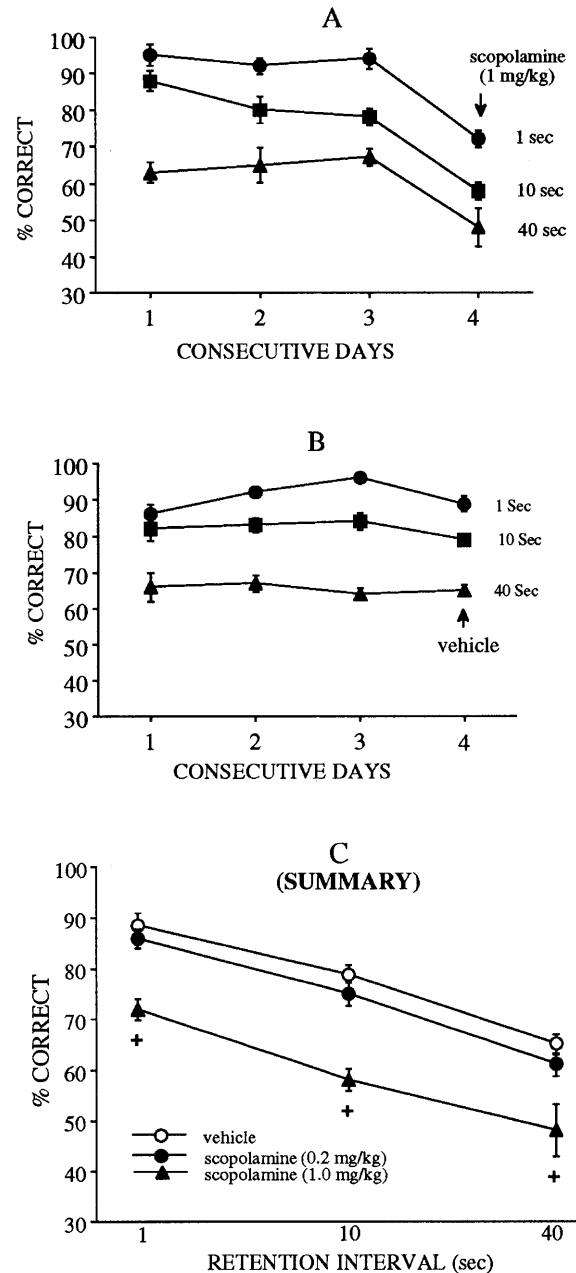 A
100
90
80
70
60
50
40
30
% CORRECT
scopolamine
(1 mg/kg)
1 sec
10 sec
40 sec
1 2 3 4
CONSECUTIVE DAYS
B
100
90
80
70
60
50
40
30
% CORRECT
1 Sec
10 Sec
40 Sec
vehicle
1 2 3 4
CONSECUTIVE DAYS
C
(SUMMARY)
100
90
80
70
60
50
40
30
% CORRECT
+
+
+
vehicle
scopolamine (0.2 mg/kg)
scopolamine (1.0 mg/kg)
1 10 40
RETENTION INTERVAL (sec)